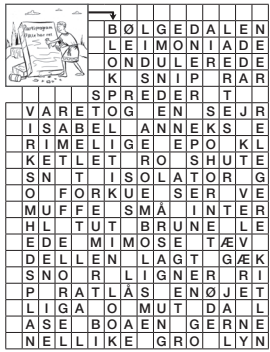 BØLGEDALEN
LEIMONIADE
ONDULEREDE
K SNIP RAR
SPREDER T
VARETOG EN SEJR
ISABEL ANNEKS E
RIMELIGE EPO KL
KETLET RO SHUTE
SN T ISOLATOR G
O FORKUE SER VE
MUFFE SMÅ INTER
HL TUT BRUNE LE
EDE MIMOSE TÆV
DELLEN LAGT GÆK
SNO R LIGNER RI
P RATLÅS ENØJET
LIGA O MUT DAL
ASE BOAEN GERNE
NELLIKE GRO LYN